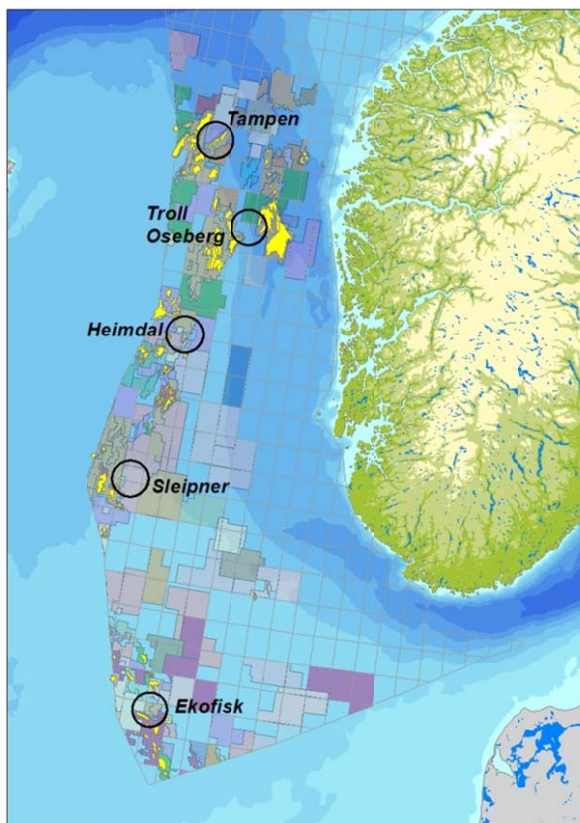 Tampen
Troll
Oseberg
Heimdal
Sleipner
Ekofisk